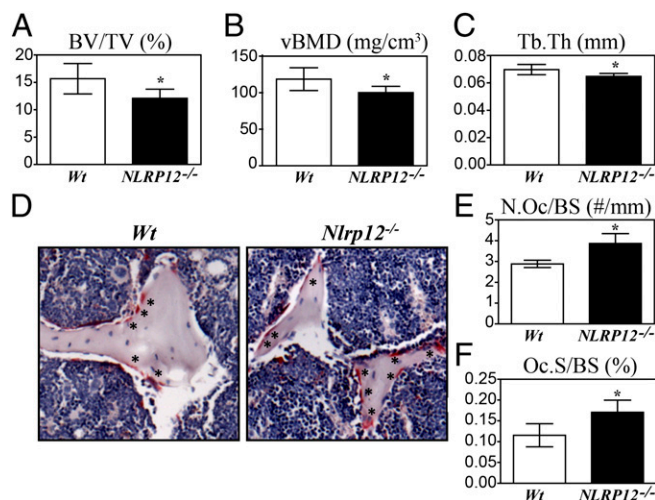 A
BV/TV (%)
20
15
10
5
0
*
Wt
NLRP12-/-
B
vBMD (mg/cm³)
150
100
50
0
*
Wt
NLRP12-/-
C
Tb.Th (mm)
0.08
0.06
0.04
0.02
0.00
*
Wt
NLRP12-/-
D
Wt
Nlrp12-/-
* * * * *
* * * * * * * *
E
N.Oc/BS (#/mm)
5
4
3
2
1
0
*
Wt
NLRP12-/-
F
Oc.S/BS (%)
0.25
0.20
0.15
0.10
0.05
0.00
*
Wt
NLRP12-/-